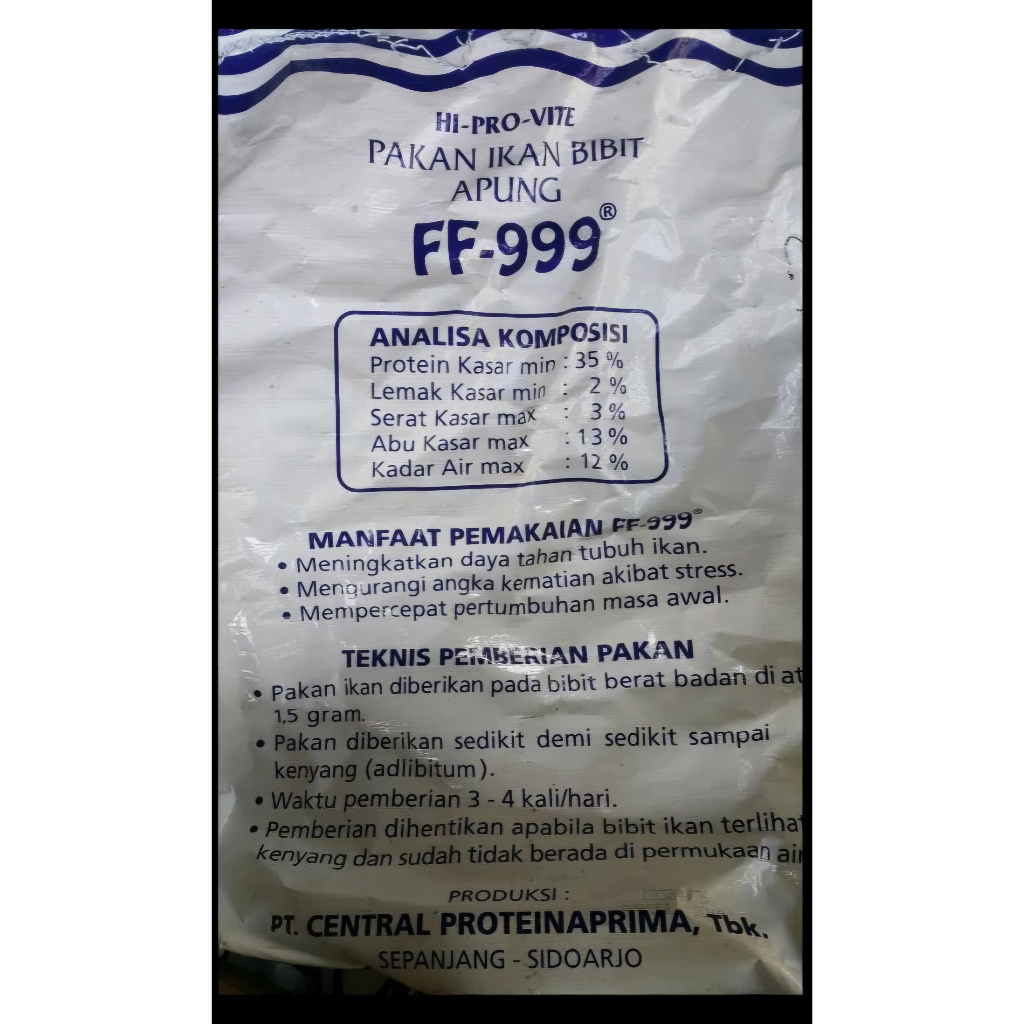 HI-PRO-VITE
PAKAN IKAN BIBIT
APUNG
FF-999®
ANALISA KOMPOSISI
Protein Kasar min : 35 %
Lemak Kasar min : 2 %
Serat Kasar max : 3 %
Abu Kasar max : 13 %
Kadar Air max : 12 %
MANFAAT PEMAKAIAN FF-999®
• Meningkatkan daya tahan tubuh ikan.
• Mengurangi angka kematian akibat stress.
• Mempercepat pertumbuhan masa awal.
TEKNIS PEMBERIAN PAKAN
• Pakan ikan diberikan pada bibit berat badan di at
1,5 gram.
• Pakan diberikan sedikit demi sedikit sampai
kenyang (adlibitum).
• Waktu pemberian 3 - 4 kali/hari.
• Pemberian dihentikan apabila bibit ikan terlihat
kenyang dan sudah tidak berada di permukaan air
PRODUKSI :
PT. CENTRAL PROTEINAPRIMA, Tbk.
SEPANJANG - SIDOARJO